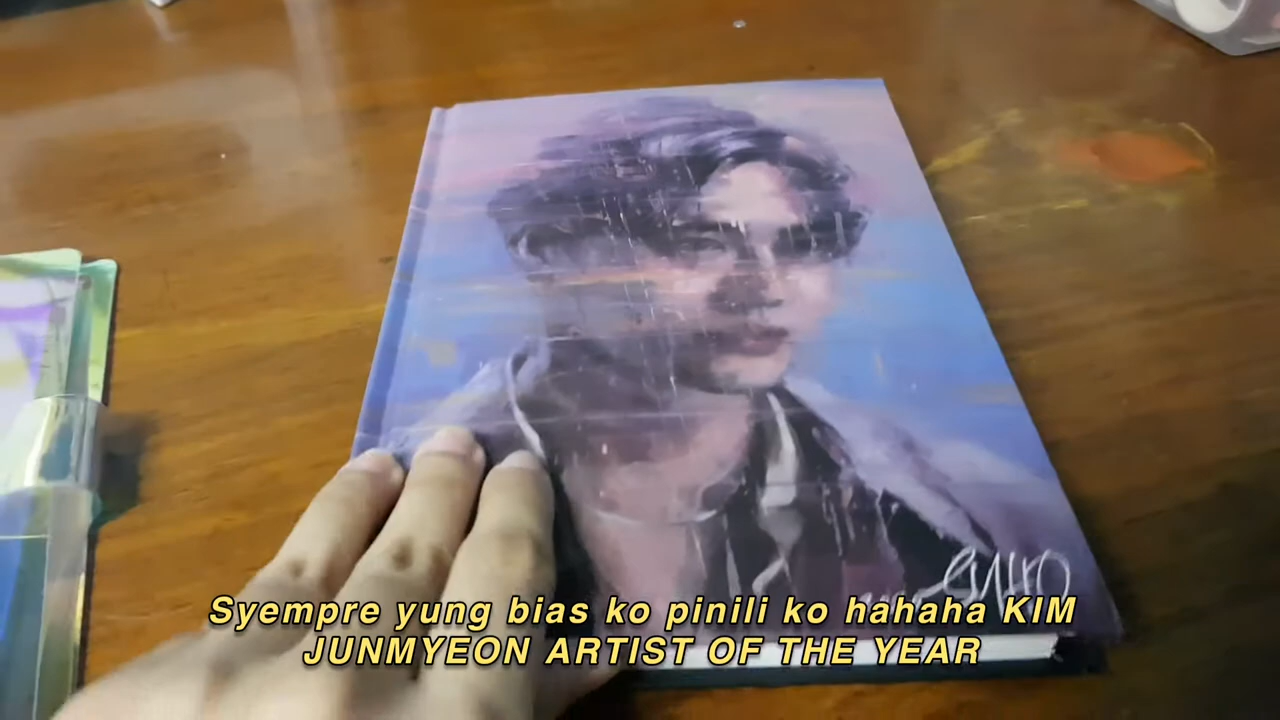 Syempre yung bias ko pinili ko hahaha KIM
JUNMYEON ARTIST OF THE YEAR